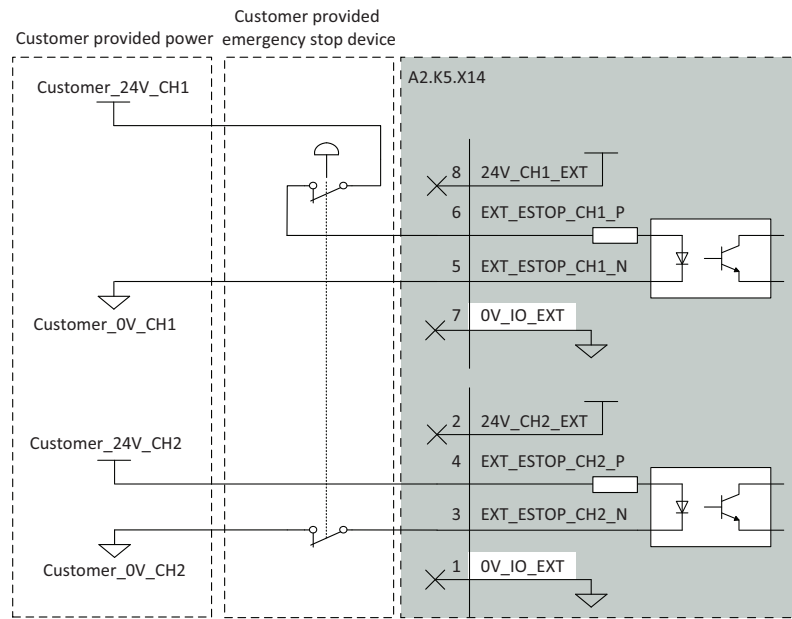 Customer provided power
Customer provided
emergency stop device
A2.K5.X14
Customer_24V_CH1
8 24V_CH1_EXT
6 EXT_ESTOP_CH1_P
5 EXT_ESTOP_CH1_N
Customer_0V_CH1
7 0V_IO_EXT
2 24V_CH2_EXT
Customer_24V_CH2
4 EXT_ESTOP_CH2_P
3 EXT_ESTOP_CH2_N
Customer_0V_CH2
1 0V_IO_EXT